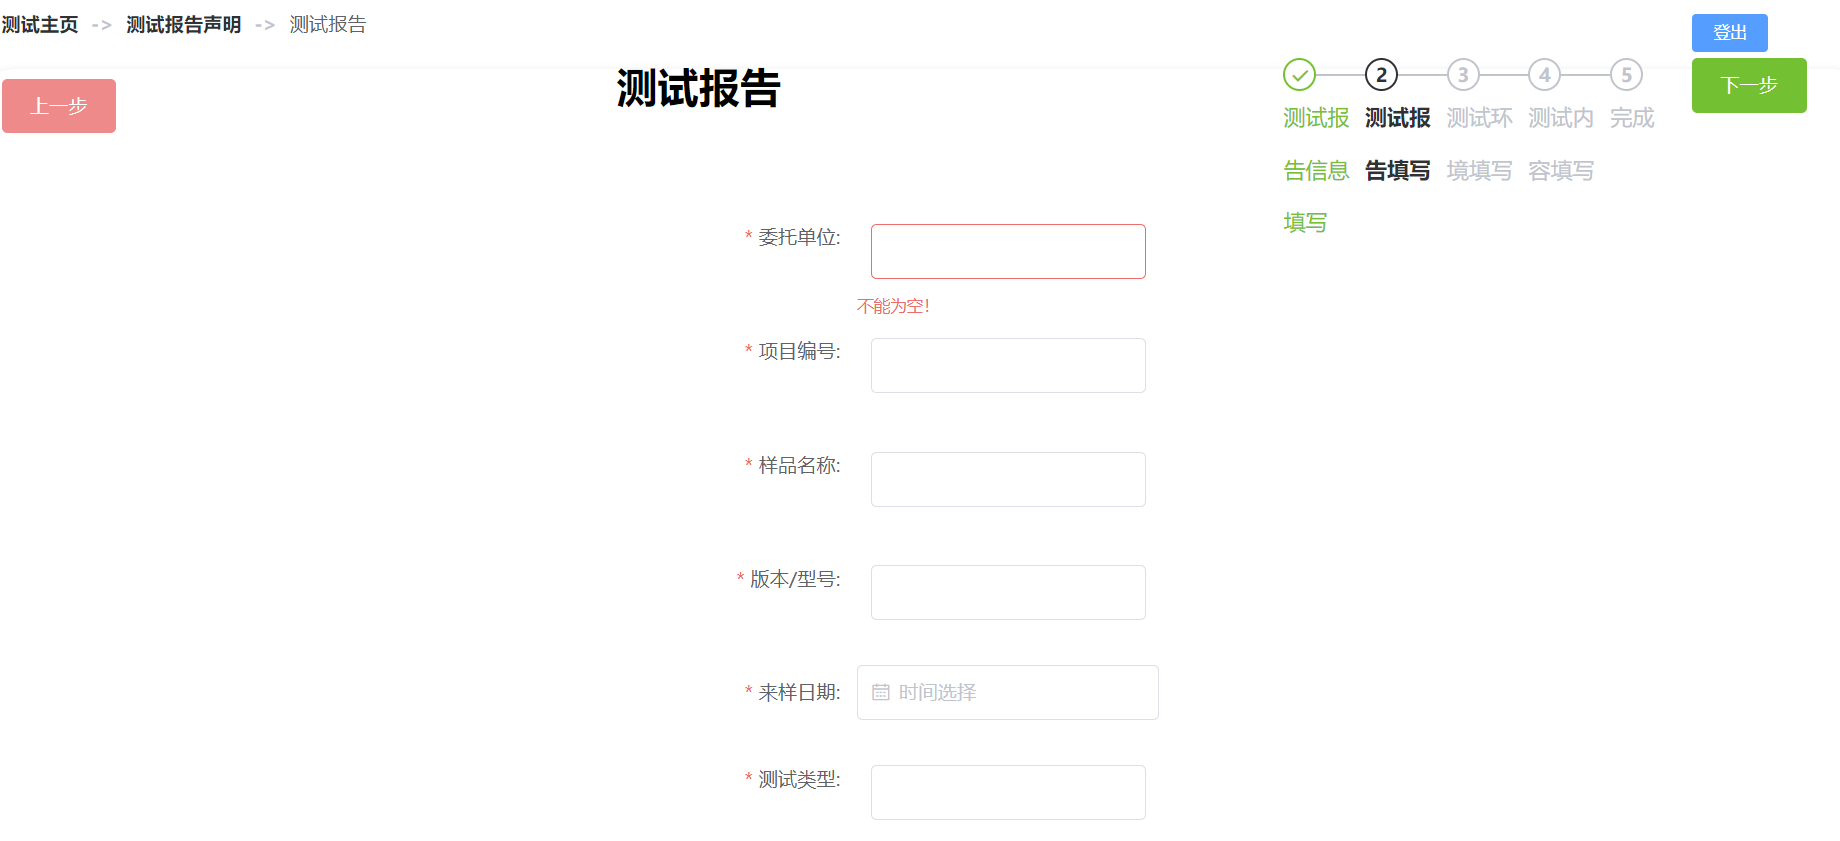 测试主页 -> 测试报告声明 -> 测试报告
登出
上一步
测试报告
2 3 4 5
测试报告信息填写
测试报告填写
测试环境填写
测试内容填写
完成
下一步
* 委托单位:
不能为空!
* 项目编号:
* 样品名称:
* 版本/型号:
* 来样日期: 时间选择
* 测试类型: